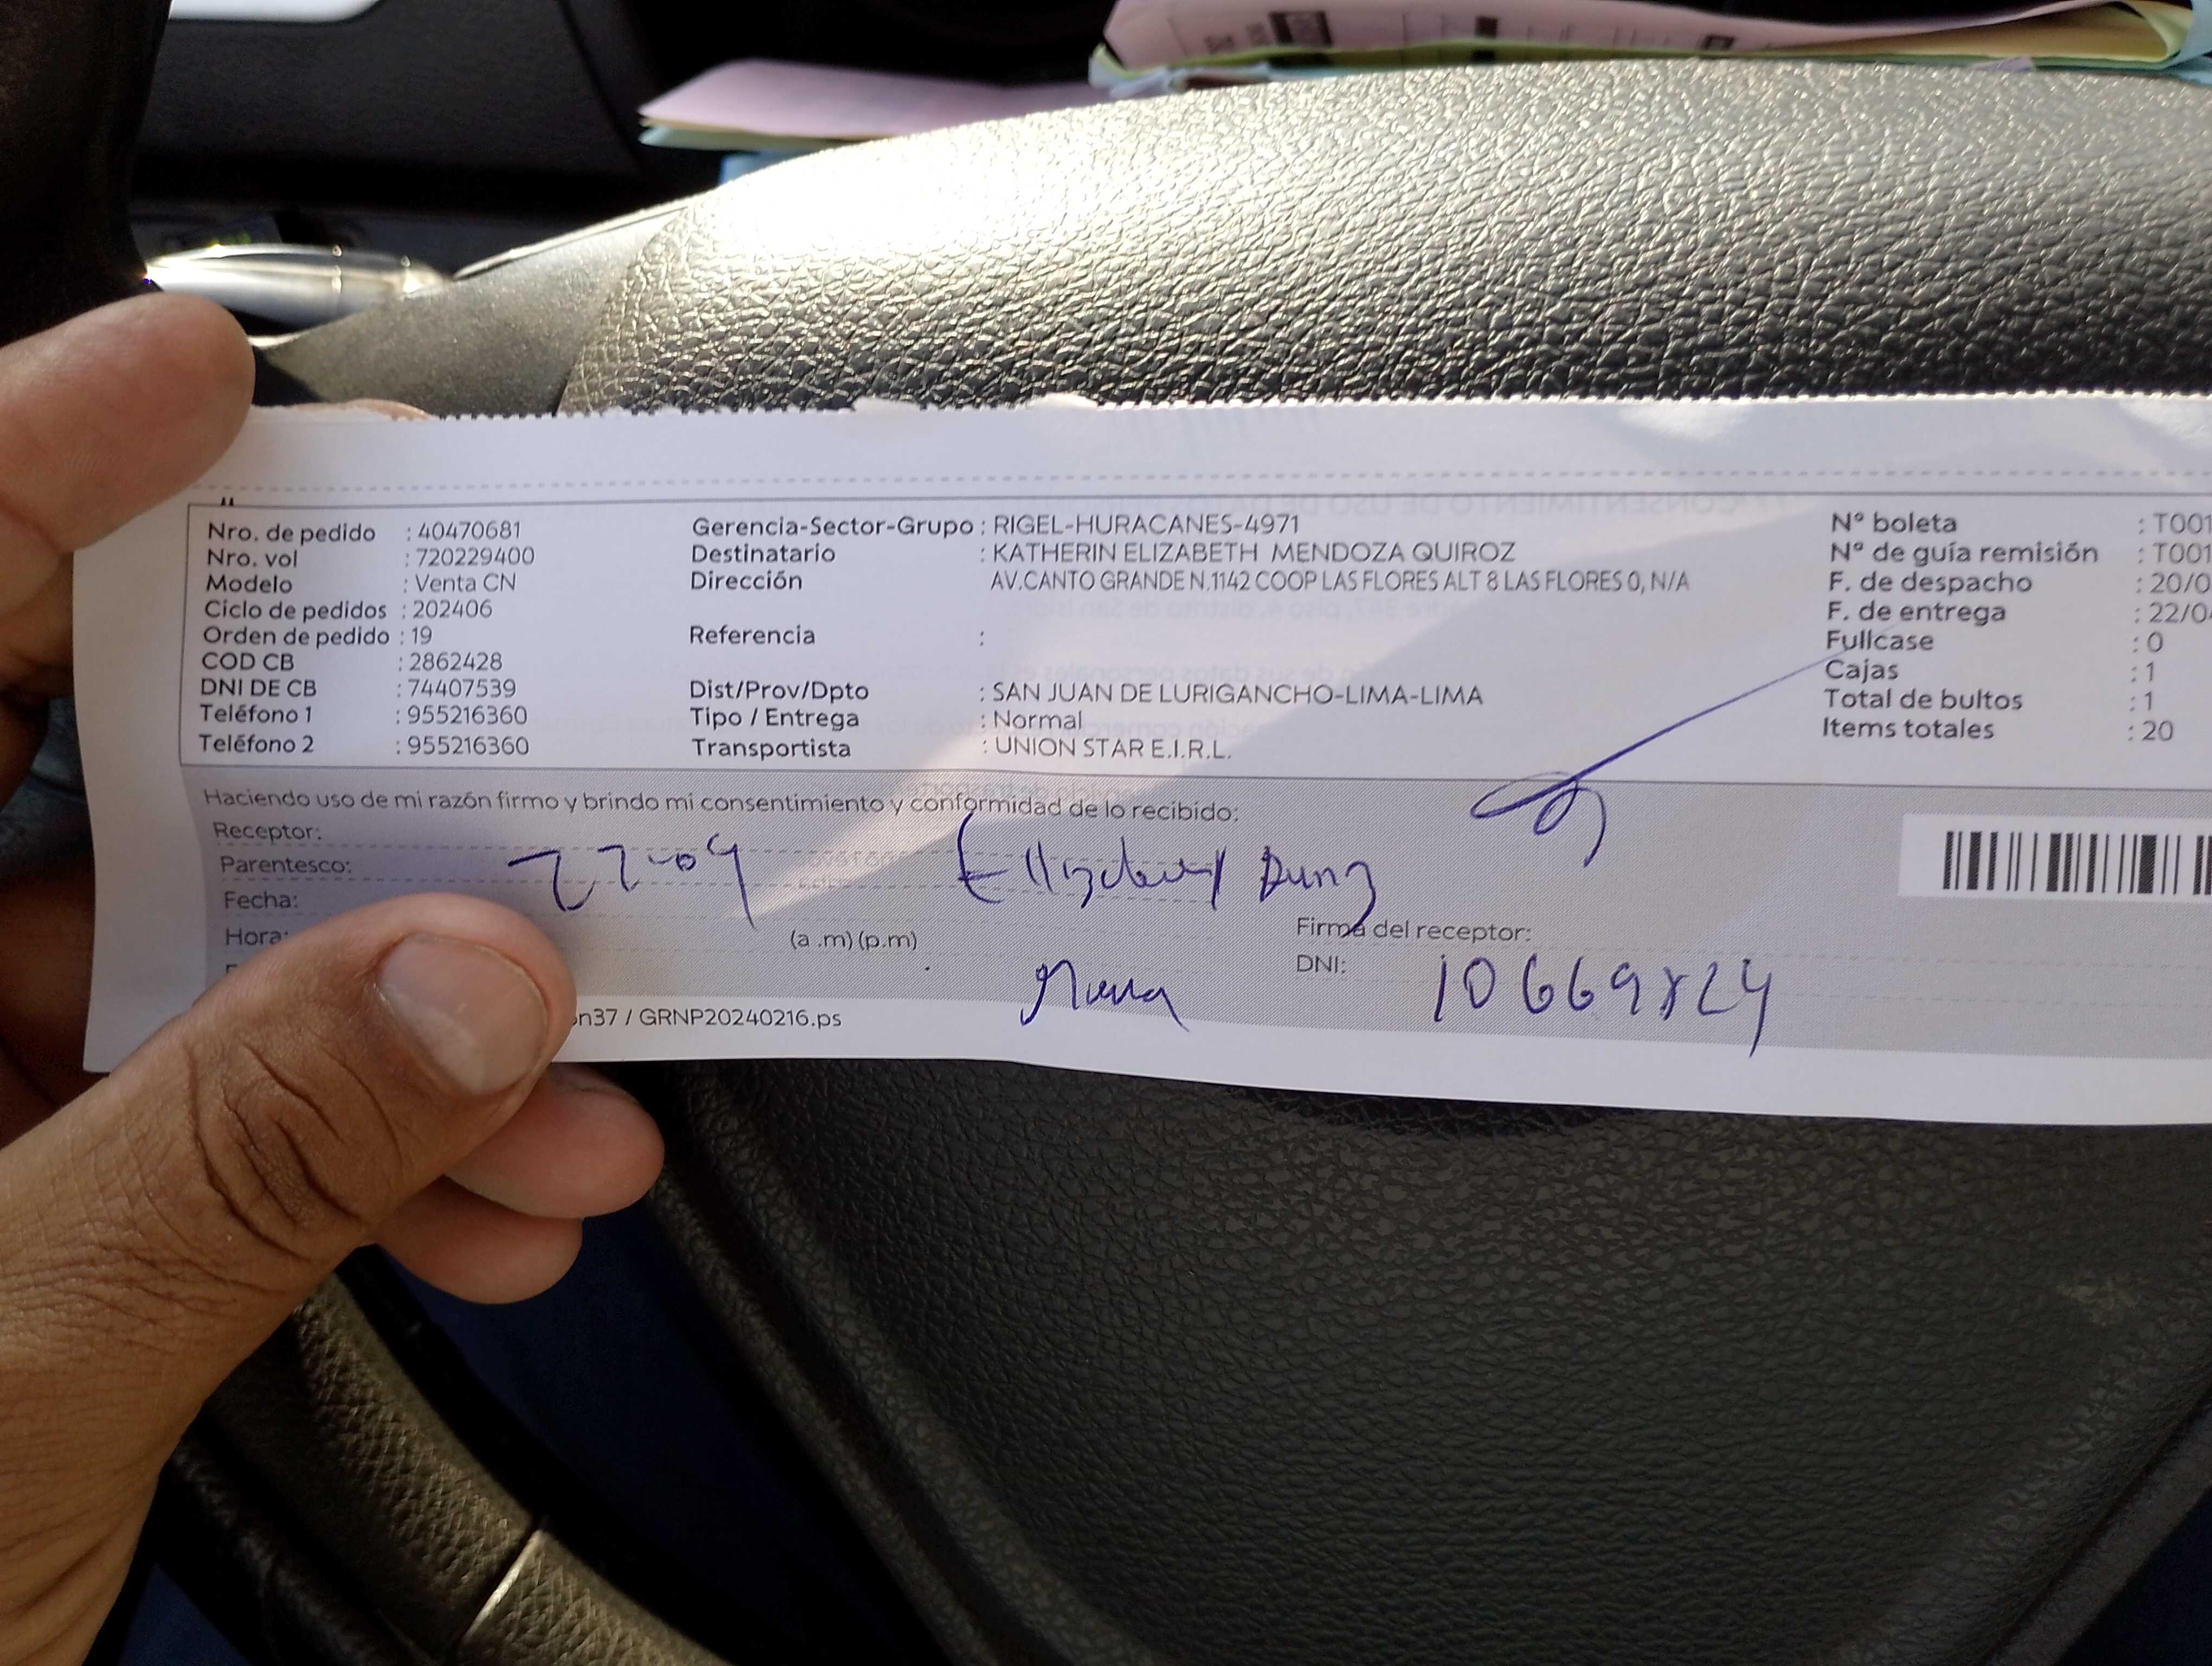 Nro. de pedido : 40470681
Nro. vol : 720229400
Modelo : Venta CN
Ciclo de pedidos : 202406
Orden de pedido : 19
COD CB : 2862428
DNI DE CB : 74407539
Teléfono 1 : 955216360
Teléfono 2 : 955216360
Gerencia-Sector-Grupo : RIGEL-HURACANES-4971
Destinatario : KATHERIN ELIZABETH MENDOZA QUIROZ
Dirección AV.CANTO GRANDE N.1142 COOP LAS FLORES ALT 8 LAS FLORES 0, N/A
Referencia :
Dist/Prov/Dpto : SAN JUAN DE LURIGANCHO-LIMA-LIMA
Tipo / Entrega : Normal
Transportista : UNION STAR E.I.R.L.
N° boleta : T001
N° de guía remisión : T001
F. de despacho : 20/0
F. de entrega : 22/0
Fullcase : 0
Cajas : 1
Total de bultos : 1
Items totales : 20
Haciendo uso de mi razón firmo y brindo mi consentimiento y conformidad de lo recibido:
Receptor:
Parentesco: 22-04
Fecha:
Hora: (a .m) (p.m)
Firma del receptor:
DNI: 10669824
n37 / GRNP20240216.ps